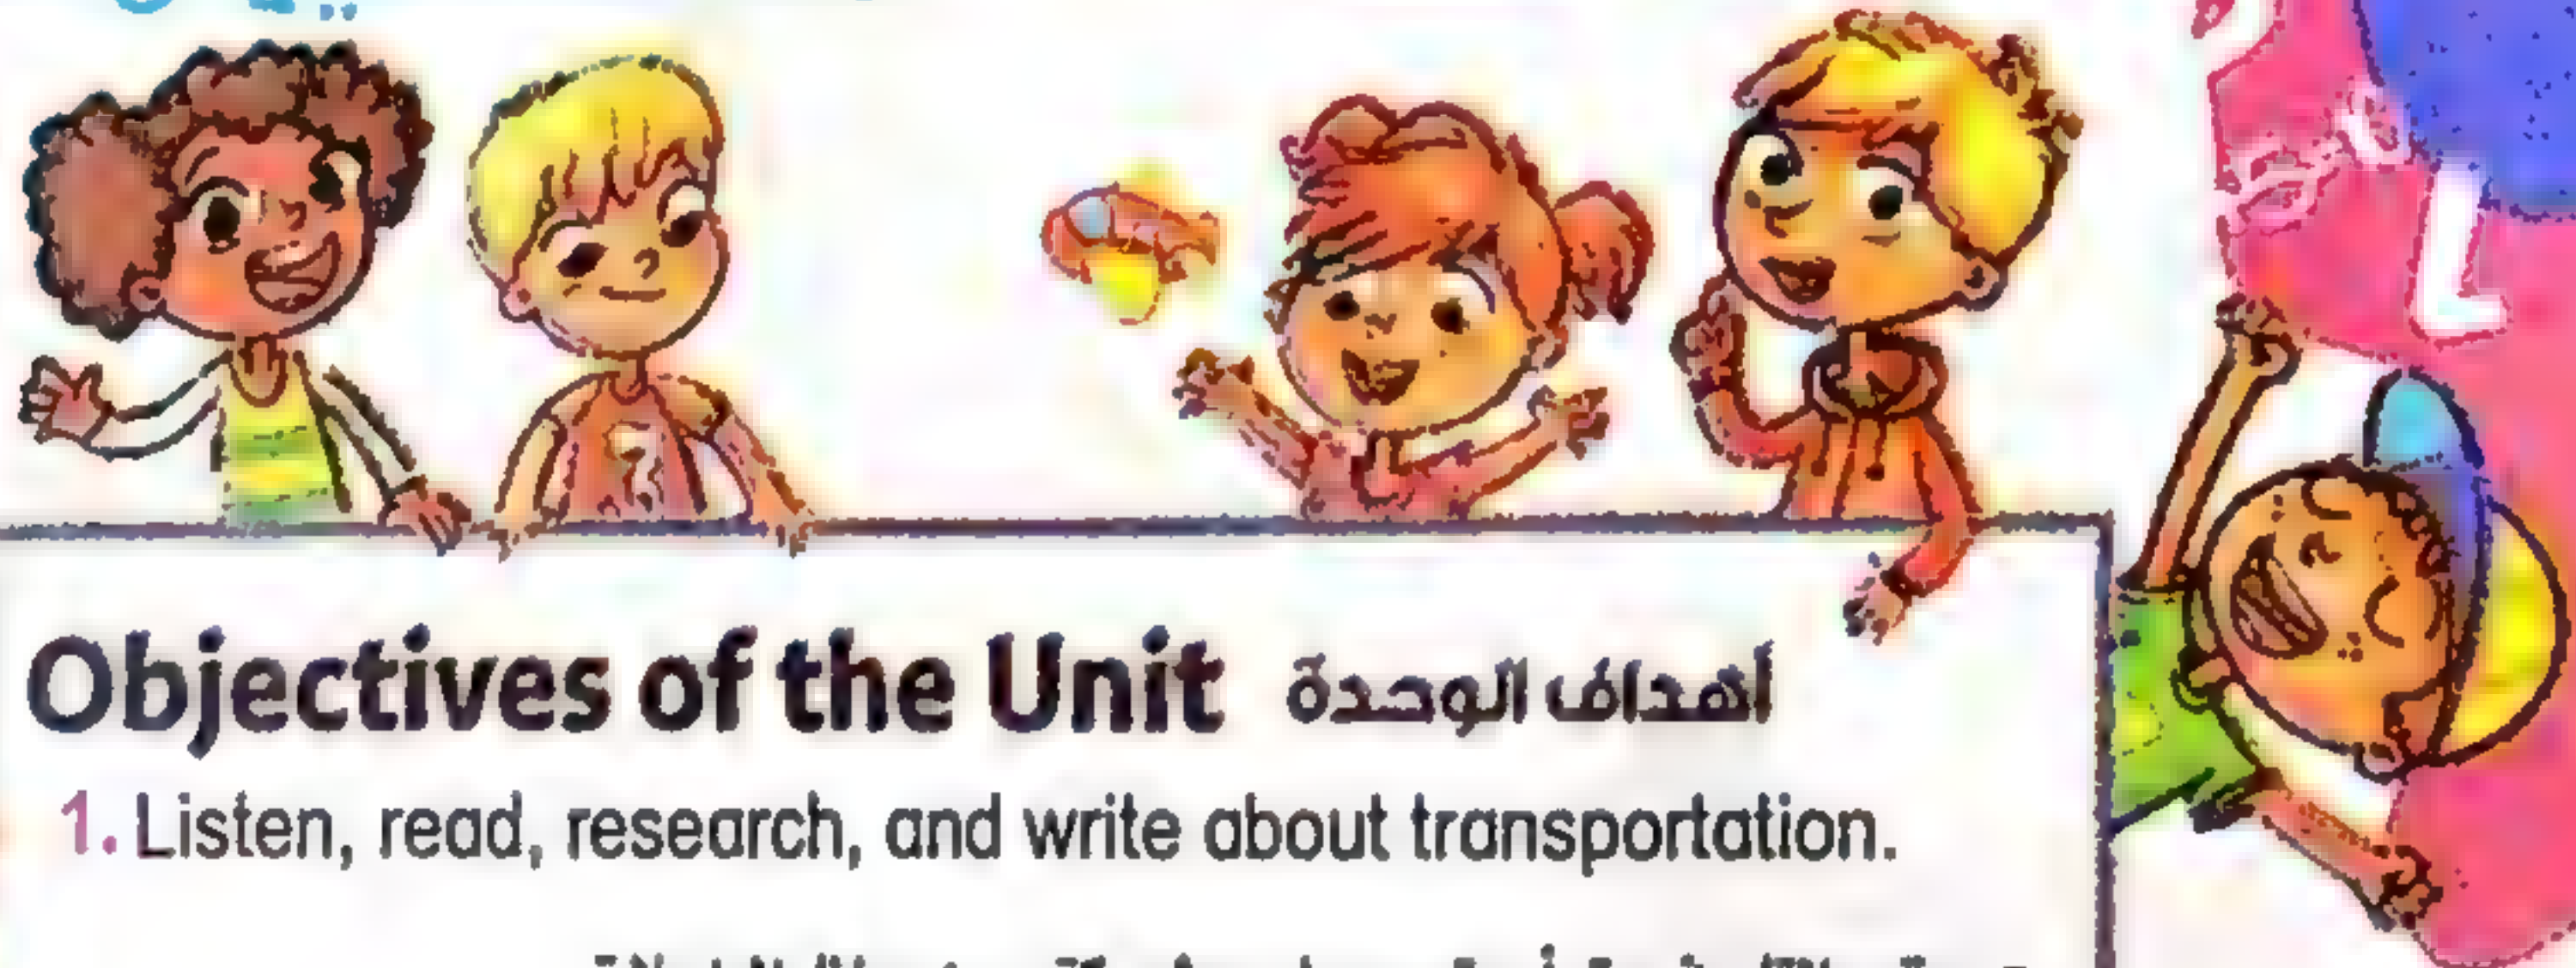 Objectives of the Unit أهداف الوحدة
1. Listen, read, research, and write about transportation.